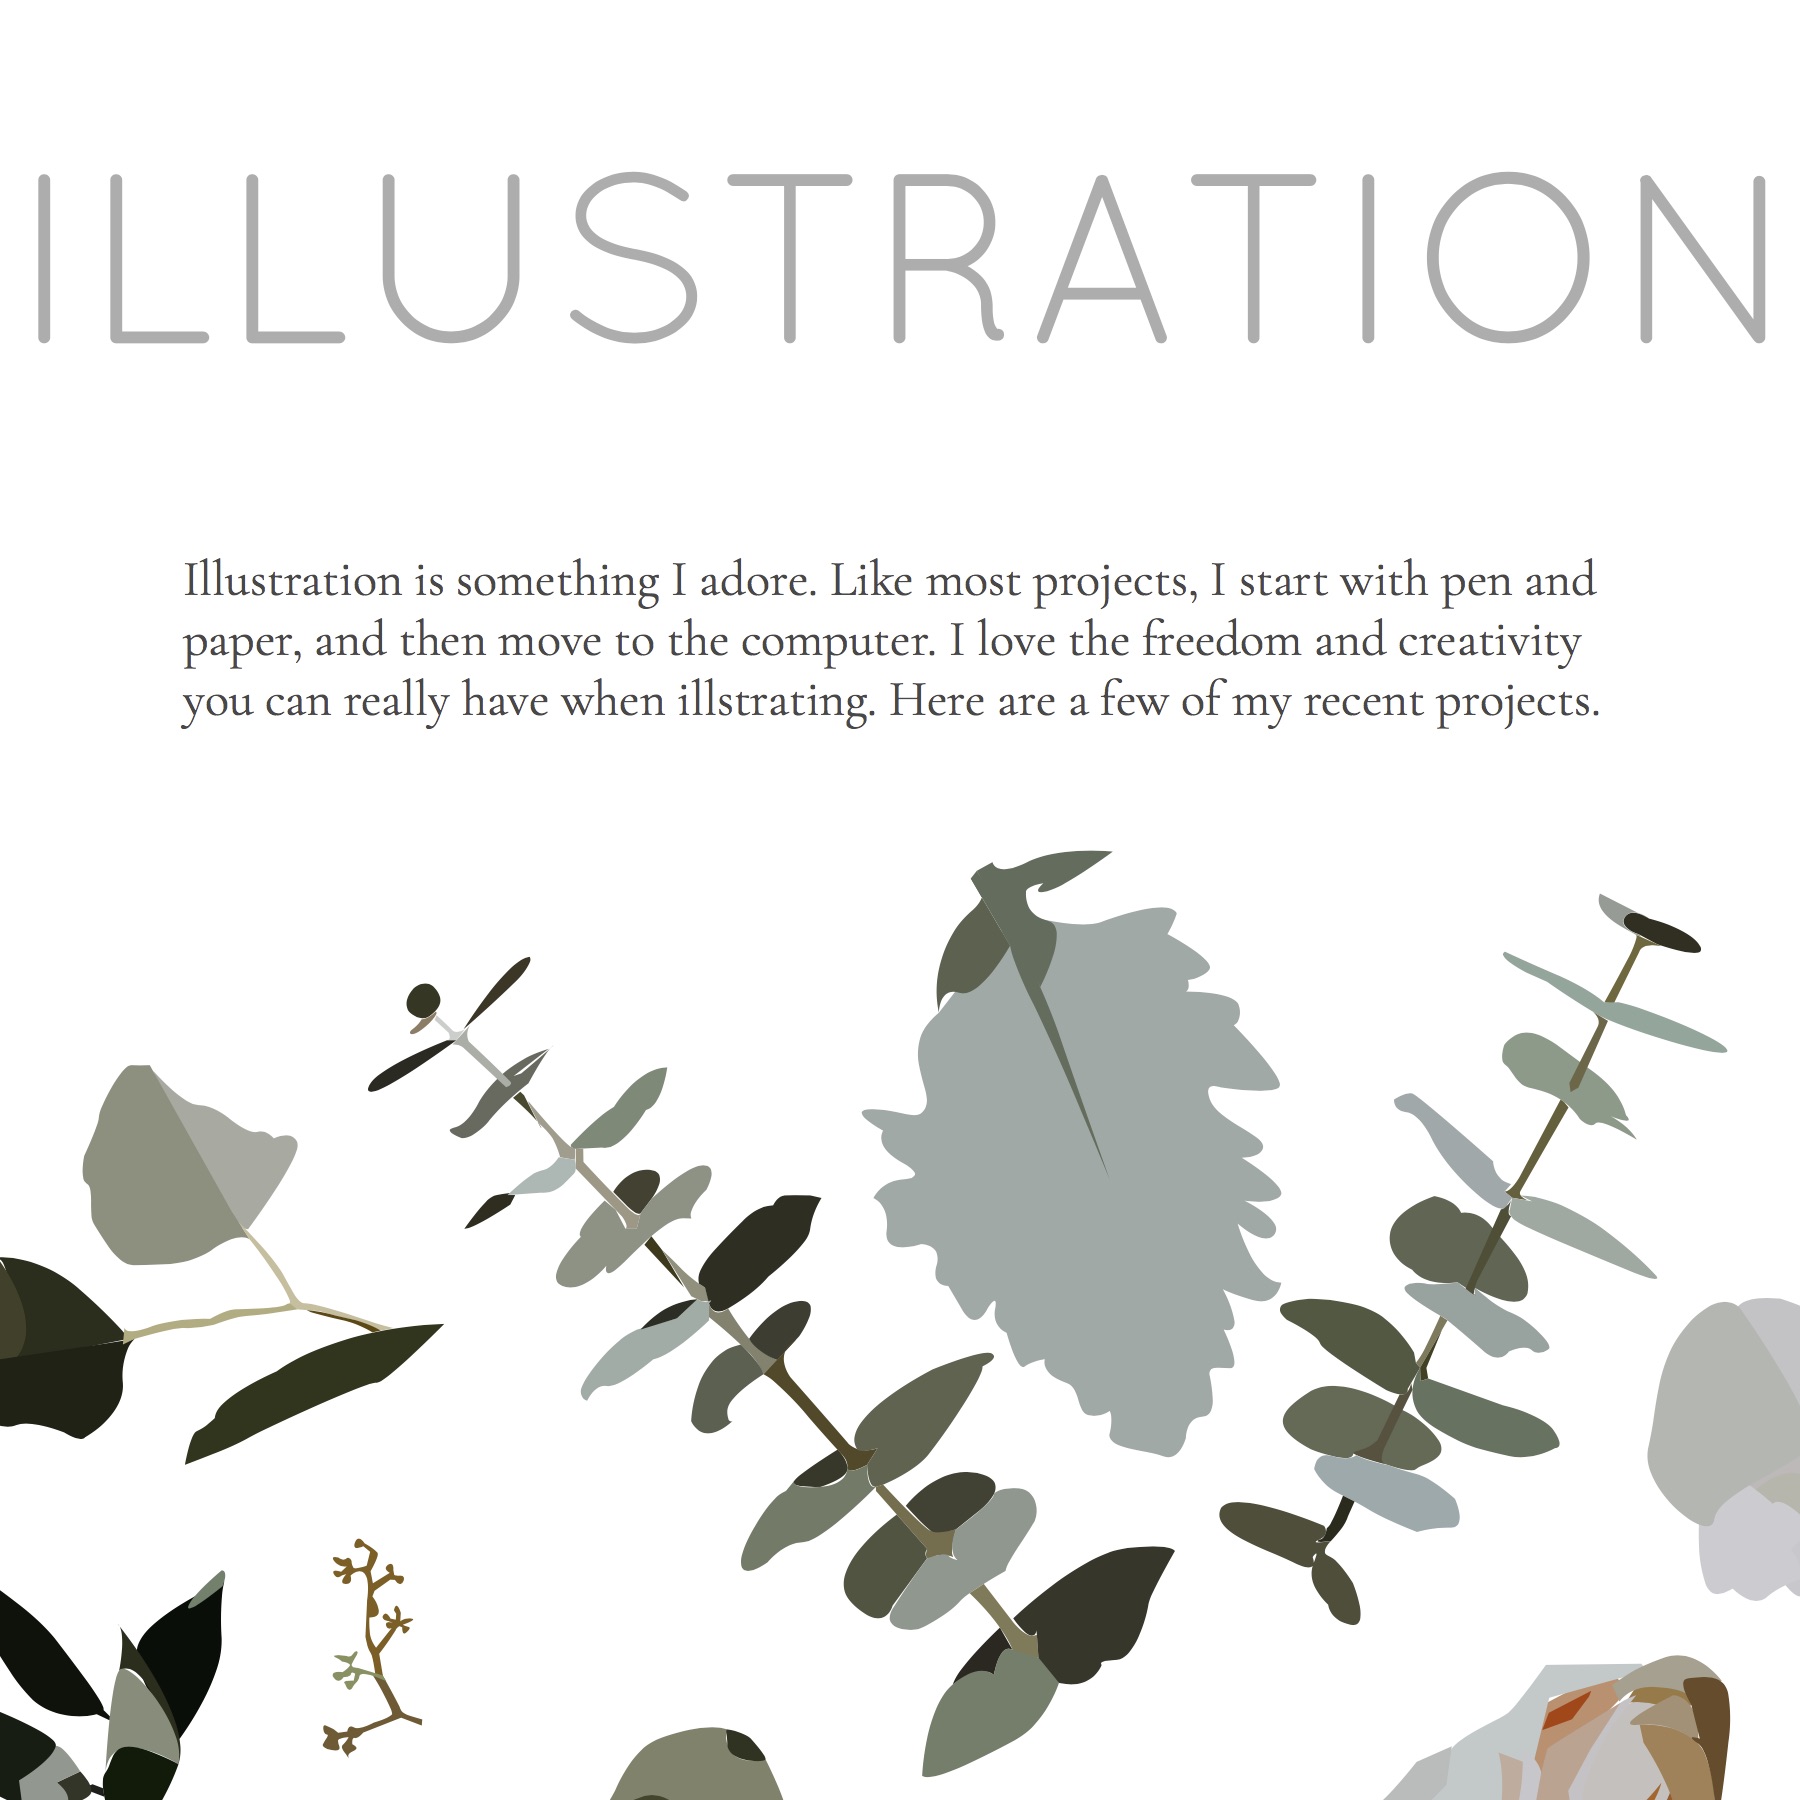 ILLUSTRATION
Illustration is something I adore. Like most projects, I start with pen and
paper, and then move to the computer. I love the freedom and creativity
you can really have when illstrating. Here are a few of my recent projects.